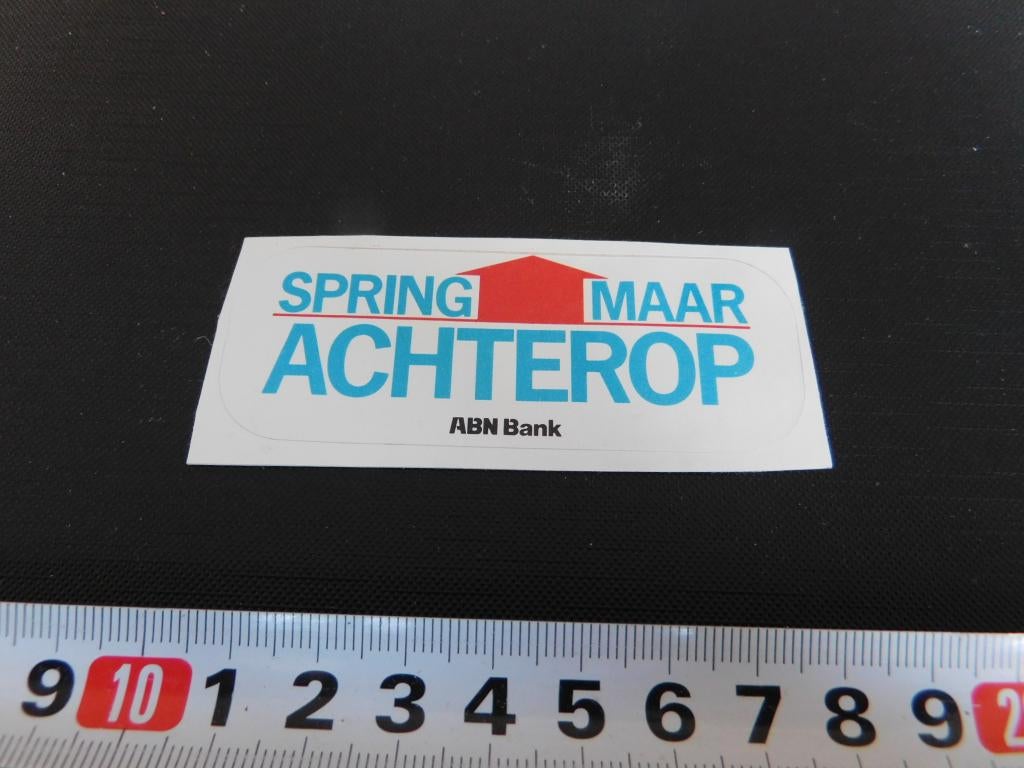 SPRING MAAR
ACHTEROP
ABN Bank
9 10 1 2 3 4 5 6 7 8 9 2